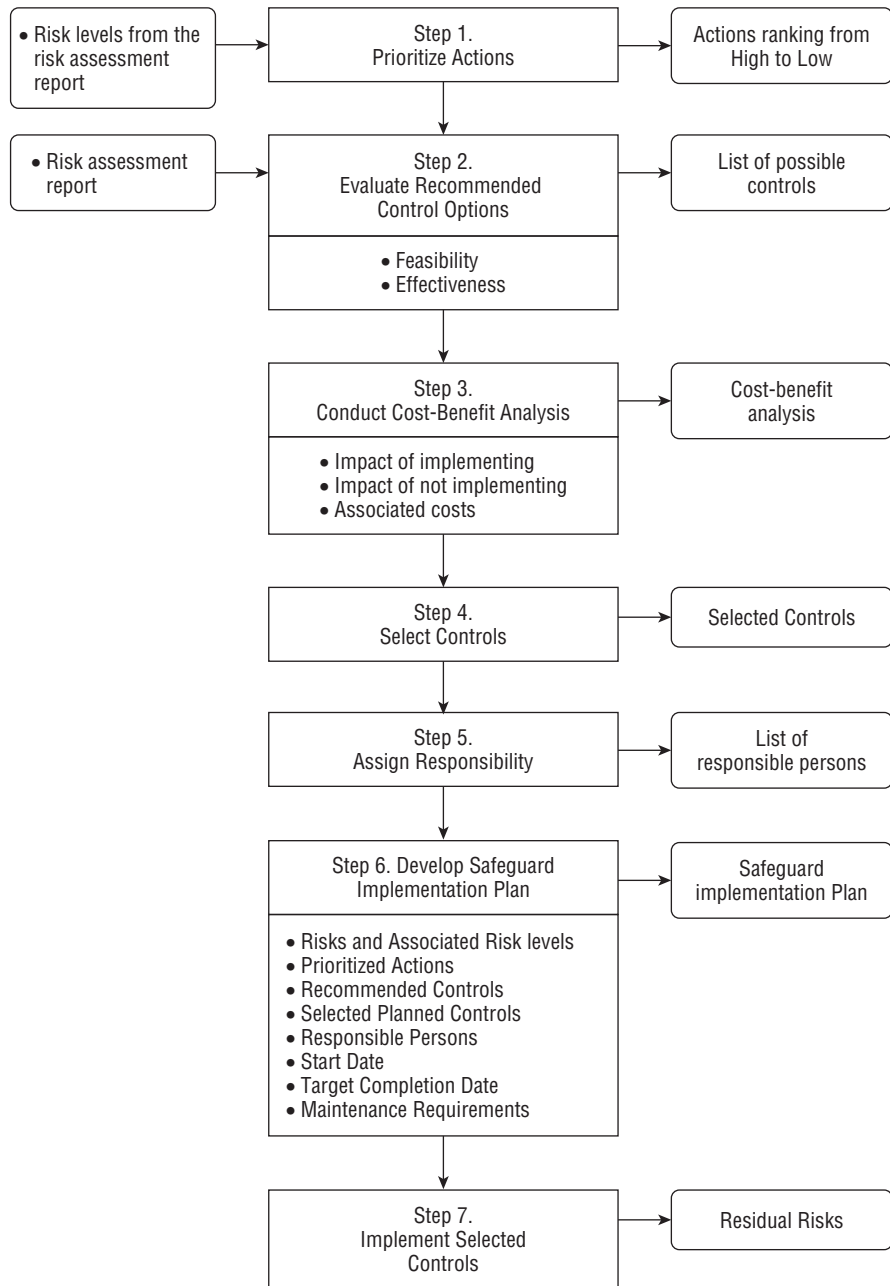 • Risk levels from the
risk assessment
report
Step 1.
Prioritize Actions
Actions ranking from
High to Low
• Risk assessment
report
Step 2.
Evaluate Recommended
Control Options
• Feasibility
• Effectiveness
List of possible
controls
Step 3.
Conduct Cost-Benefit Analysis
• Impact of implementing
• Impact of not implementing
• Associated costs
Cost-benefit
analysis
Step 4.
Select Controls
Selected Controls
Step 5.
Assign Responsibility
List of
responsible persons
Step 6. Develop Safeguard
Implementation Plan
• Risks and Associated Risk levels
• Prioritized Actions
• Recommended Controls
• Selected Planned Controls
• Responsible Persons
• Start Date
• Target Completion Date
• Maintenance Requirements
Safeguard
implementation Plan
Step 7.
Implement Selected
Controls
Residual Risks